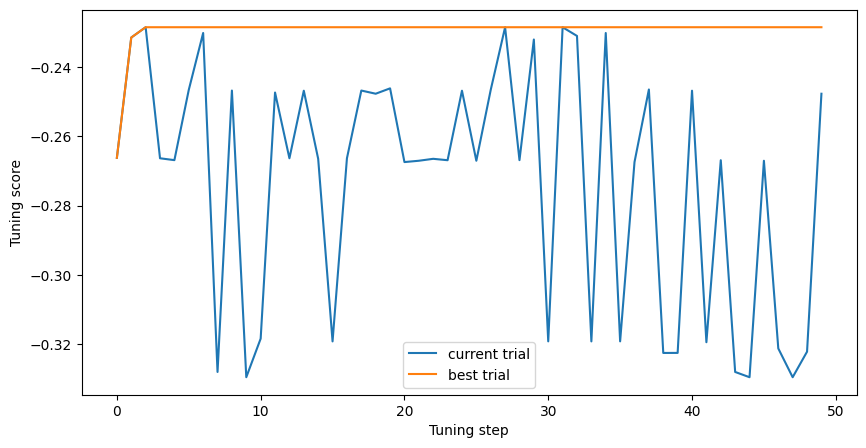 Tuning score
−0.24
−0.26
−0.28
−0.30
−0.32
current trial
best trial
0
10
20
30
40
50
Tuning step